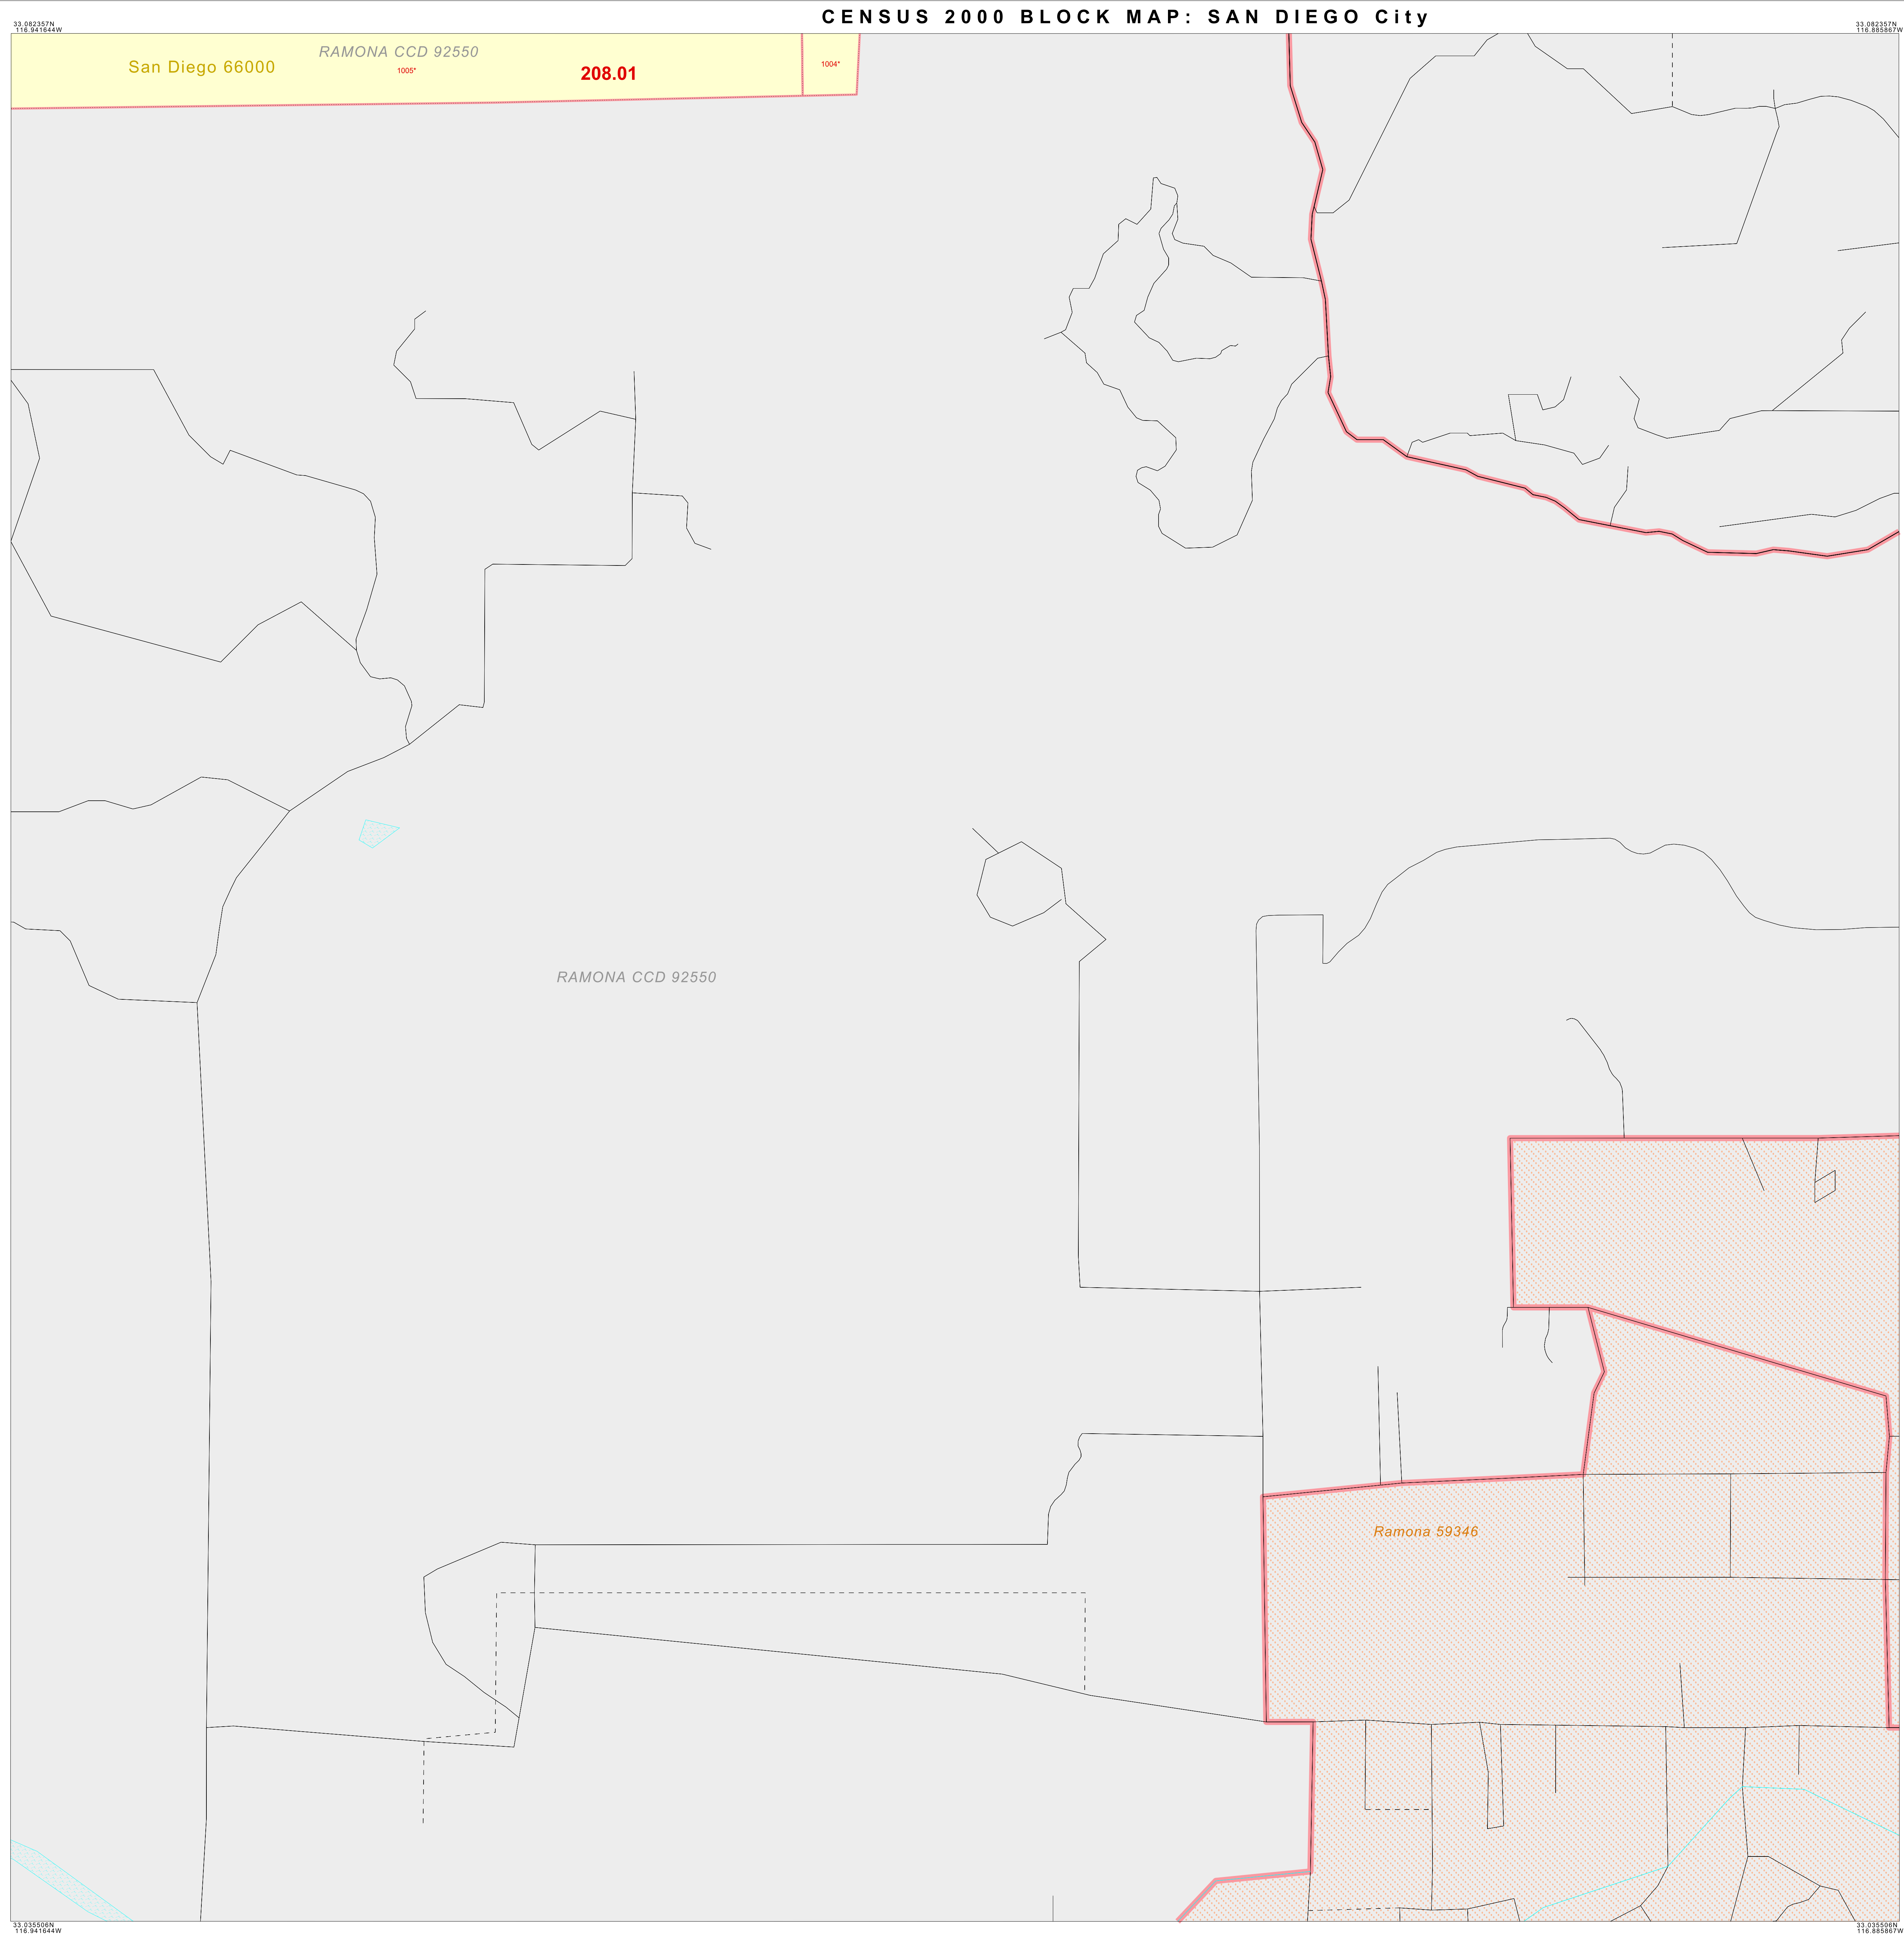 CENSUS 2000 BLOCK MAP: SAN DIEGO City
33.082357N
116.941644W
33.082357N
116.885867W
RAMONA CCD 92550
San Diego 66000
1005*
208.01
1004*
RAMONA CCD 92550
Ramona 59346
33.035506N
116.941644W
33.035506N
116.885867W